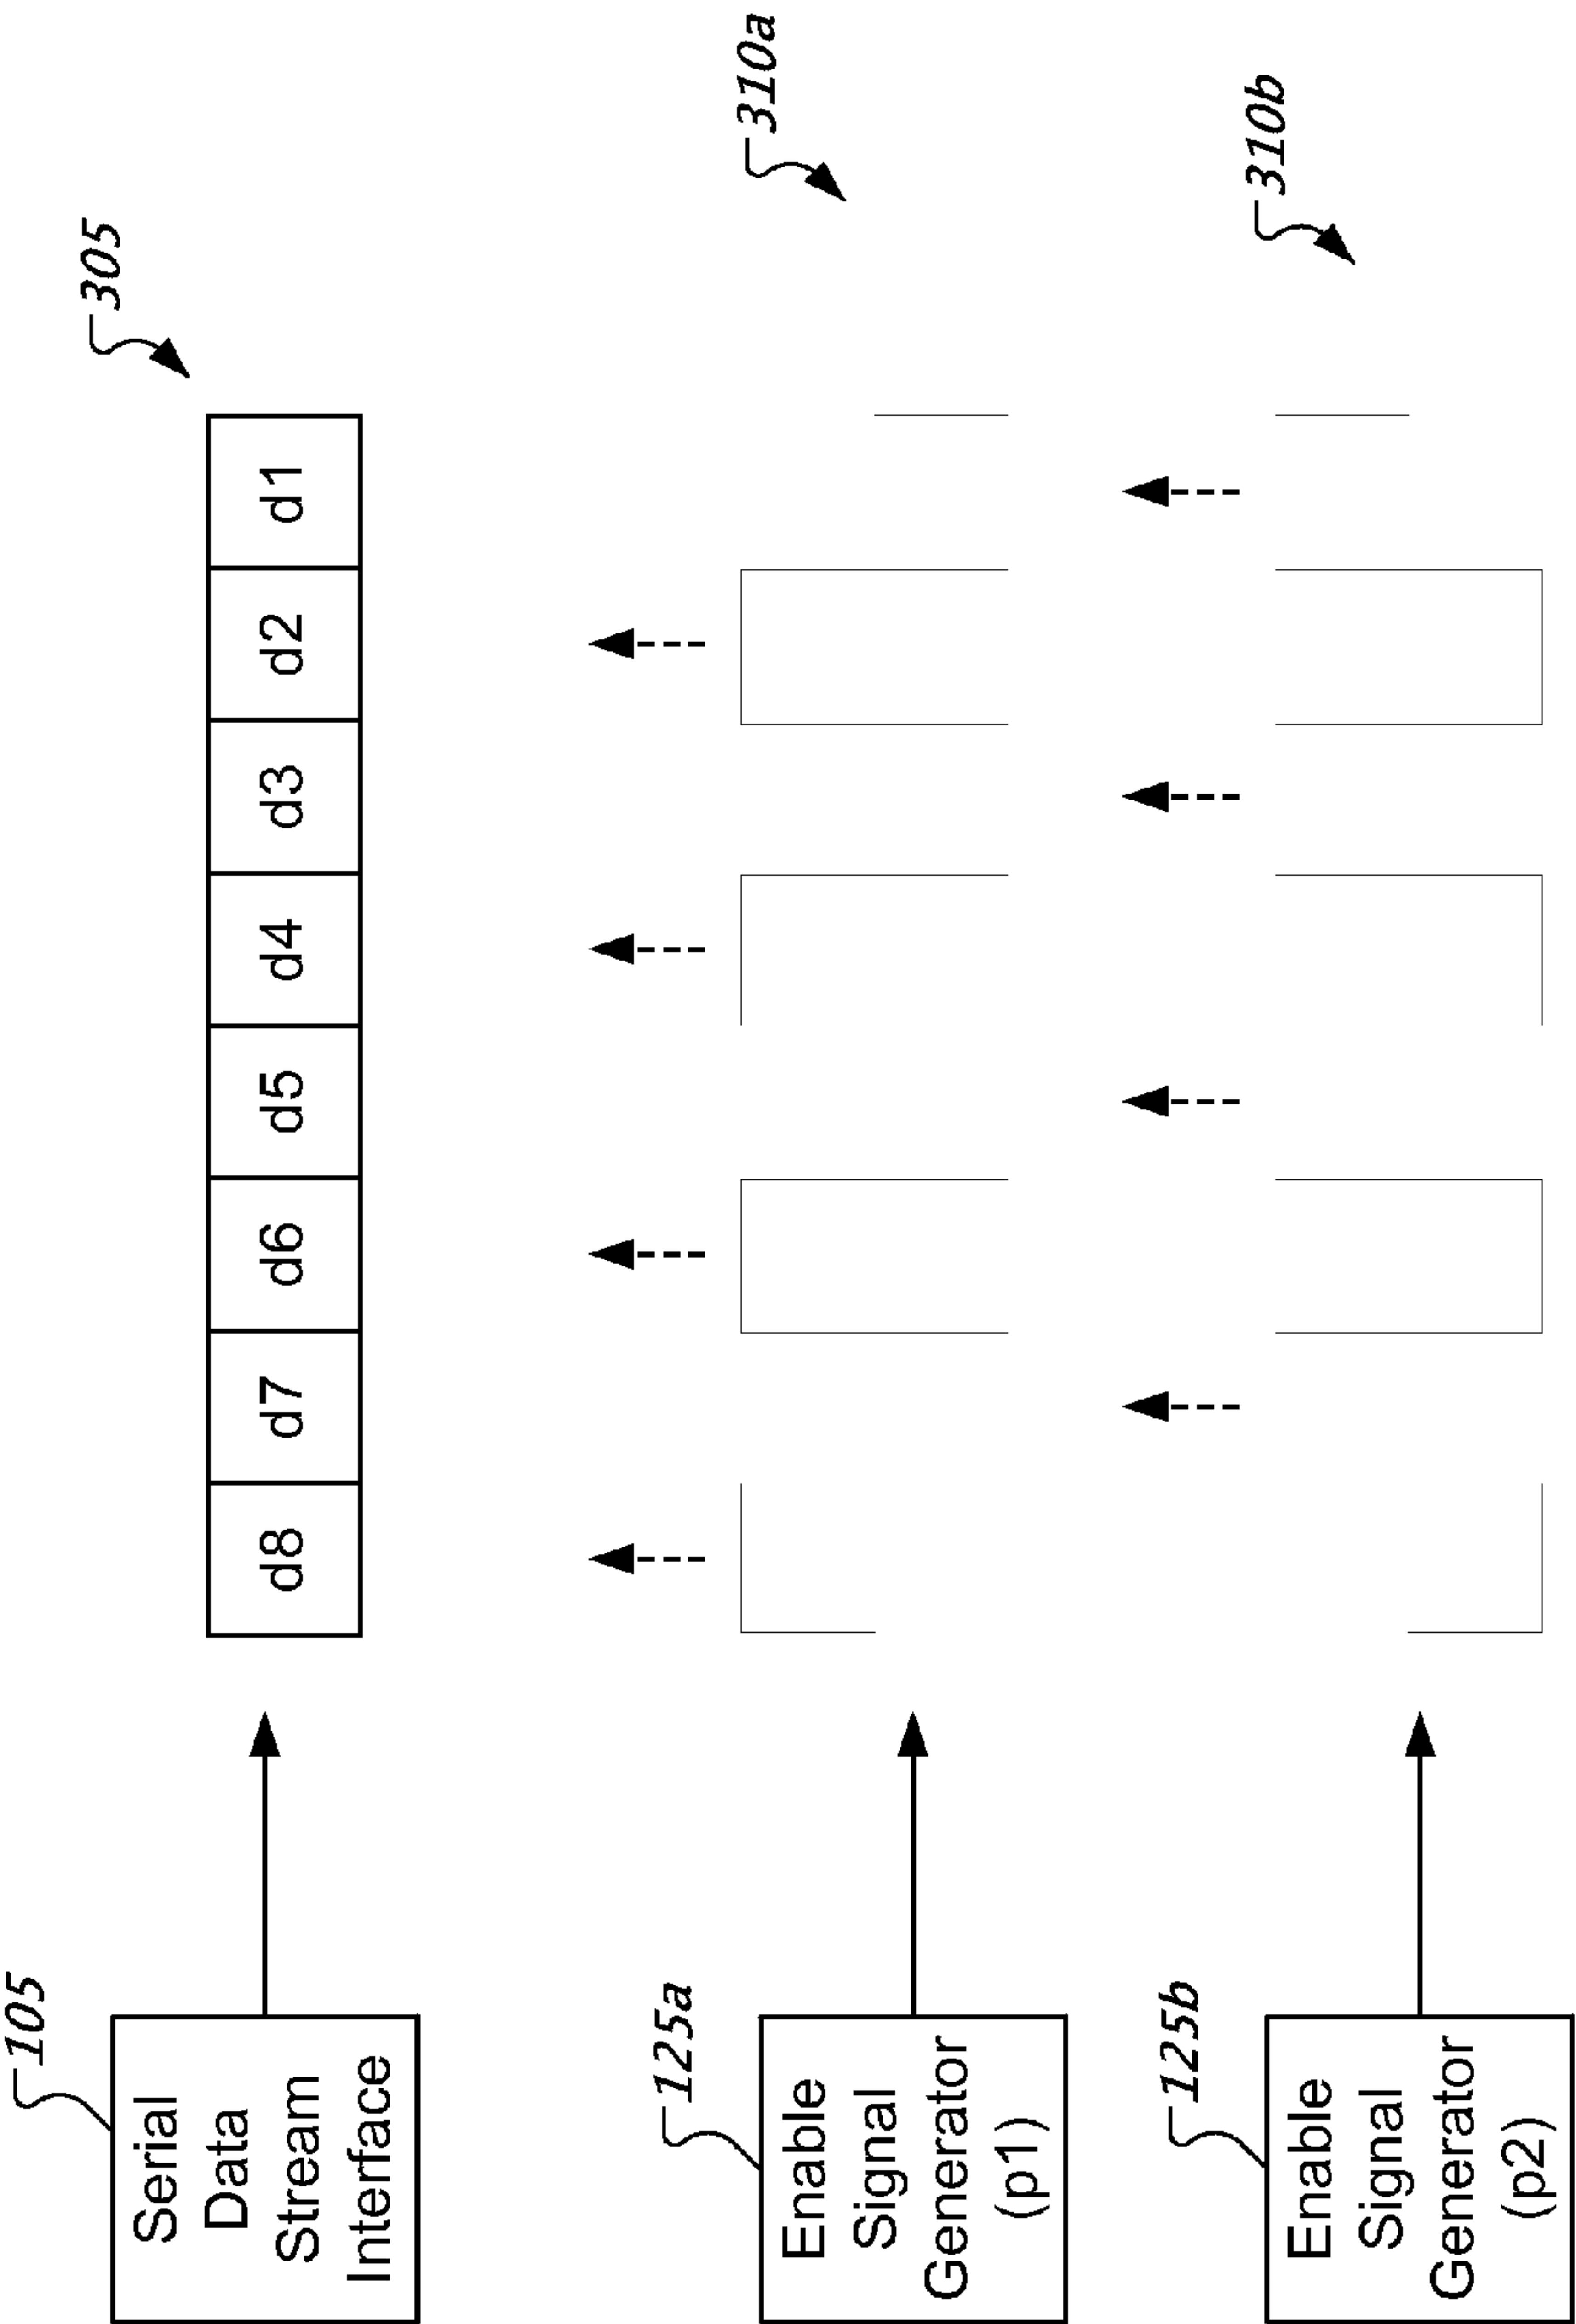 105
305
Serial
Data
Stream
Interface
d8 d7 d6 d5 d4 d3 d2 d1
125a
310a
Enable
Signal
Generator
(p1)
125b
310b
Enable
Signal
Generator
(p2)